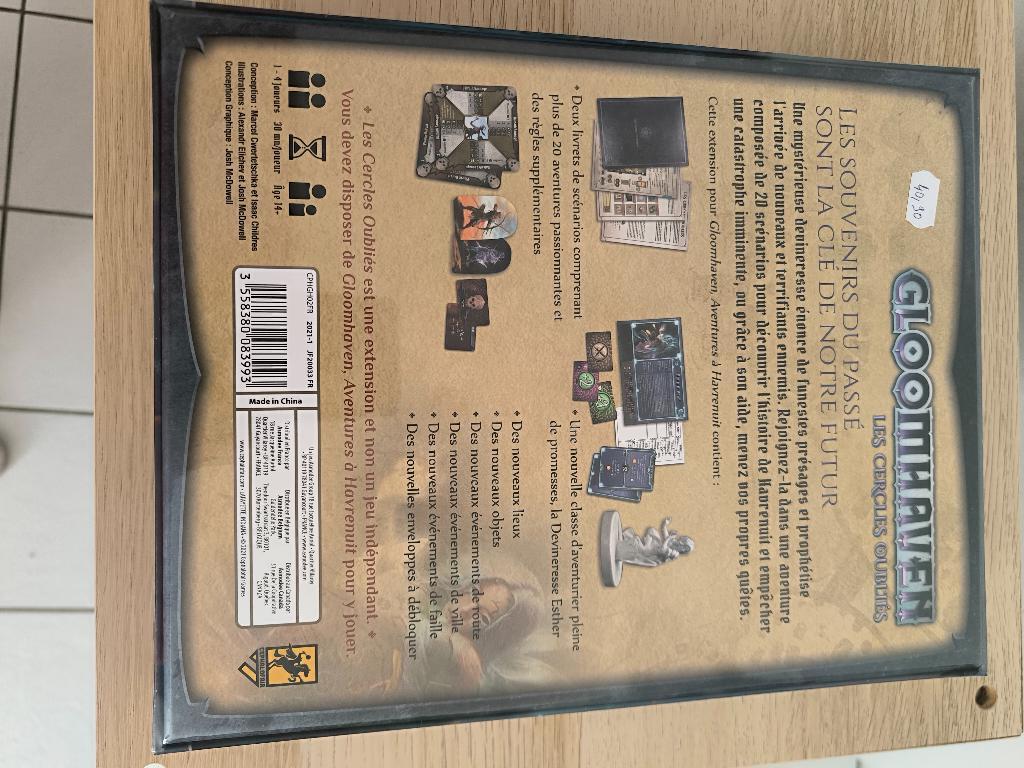 40,90
GLOOMHAVEN
LES CERCLES OUBLIÉS
LES SOUVENIRS DU PASSÉ
SONT LA CLÉ DE NOTRE FUTUR
Une mystérieuse devineresse énonce de funestes présages et prophétise
l'arrivée de nouveaux et terrifiants ennemis. Rejoignez-la dans une aventure
composée de 20 scénarios pour découvrir l'histoire de Havrenuit et empêcher
une catastrophe imminente, ou grâce à son aide, menez vos propres quêtes.
Cette extension pour Gloomhaven, Aventures à Havrenuit contient :
• Deux livrets de scénarios comprenant
plus de 20 aventures passionnantes et
des règles supplémentaires
• Une nouvelle classe d'aventurier pleine
de promesses, la Devineresse Esther
• Des nouveaux lieux
• Des nouveaux objets
• Des nouveaux événements de route
• Des nouveaux événements de ville
• Des nouveaux événements de faille
• Des nouvelles enveloppes à débloquer
• Les Cercles Oubliés est une extension et non un jeu indépendant. •
Vous devez disposer de Gloomhaven, Aventures à Havrenuit pour y jouer.
1 - 4 joueurs 30 mn/joueur Âge 14+
Conception : Marcel Cwertetschka et Isaac Childres
Illustrations : Alexandr Elichev et Josh McDowell
Conception Graphique : Josh McDowell
CPHGH02FR 2021-1 JF20033 FR
3 558380 083993
Made in China
CEPHALOFAIR